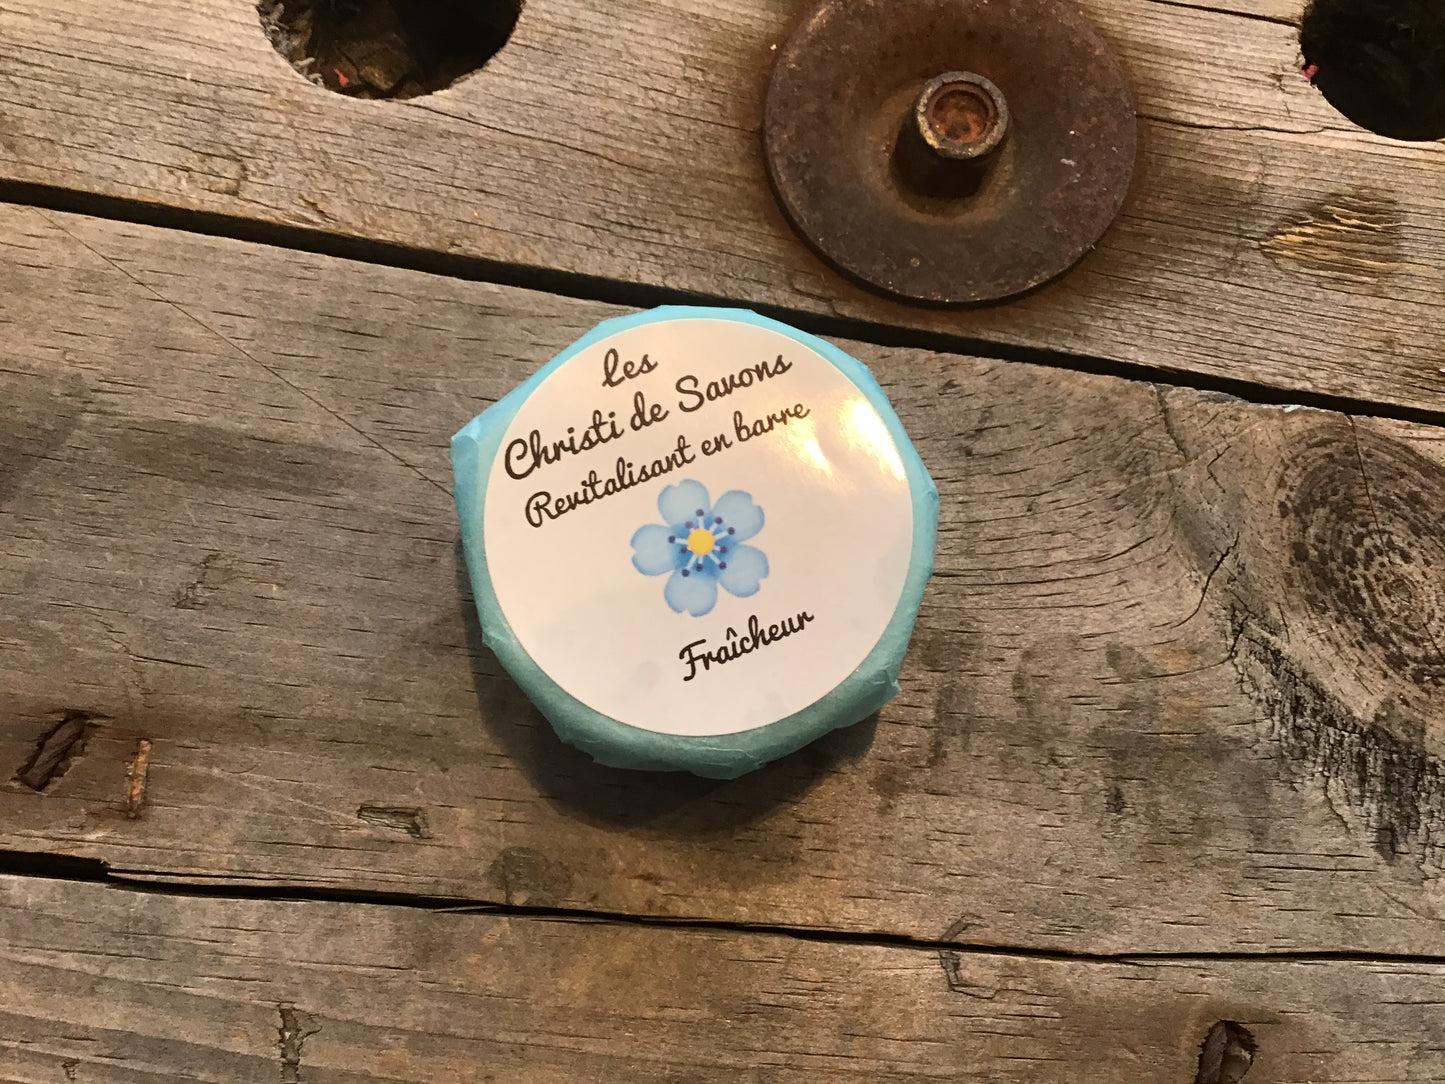 les
Christi de Savons
Revitalisant en barre
Fraîcheur